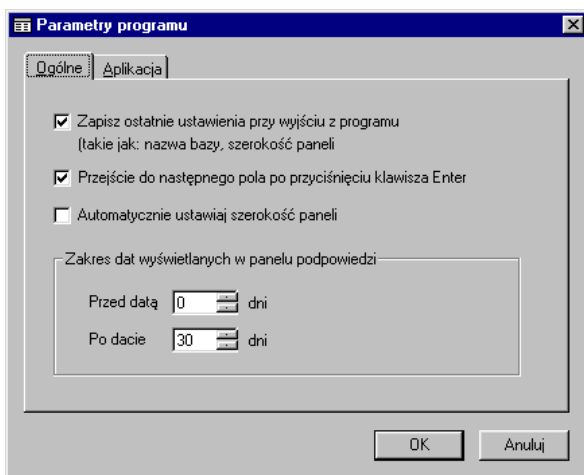 Parametry programu
Ogólne Aplikacja
Zapisz ostatnie ustawienia przy wyjściu z programu
(takie jak: nazwa bazy, szerokość paneli
Przejście do następnego pola po przyciśnięciu klawisza Enter
Automatycznie ustawiaj szerokość paneli
Zakres dat wyświetlanych w panelu podpowiedzi
Przed datą 0 dni
Po dacie 30 dni
OK Anuluj